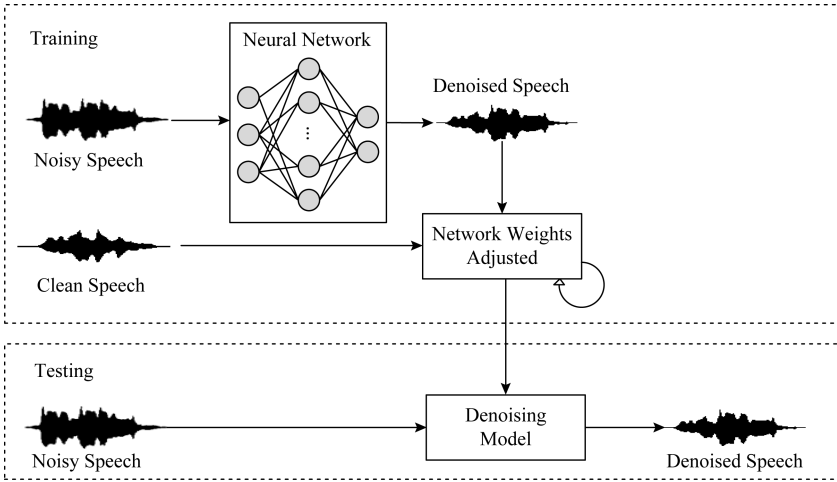 Training
Neural Network
Noisy Speech
Denoised Speech
Clean Speech
Network Weights
Adjusted
Testing
Noisy Speech
Denoising
Model
Denoised Speech